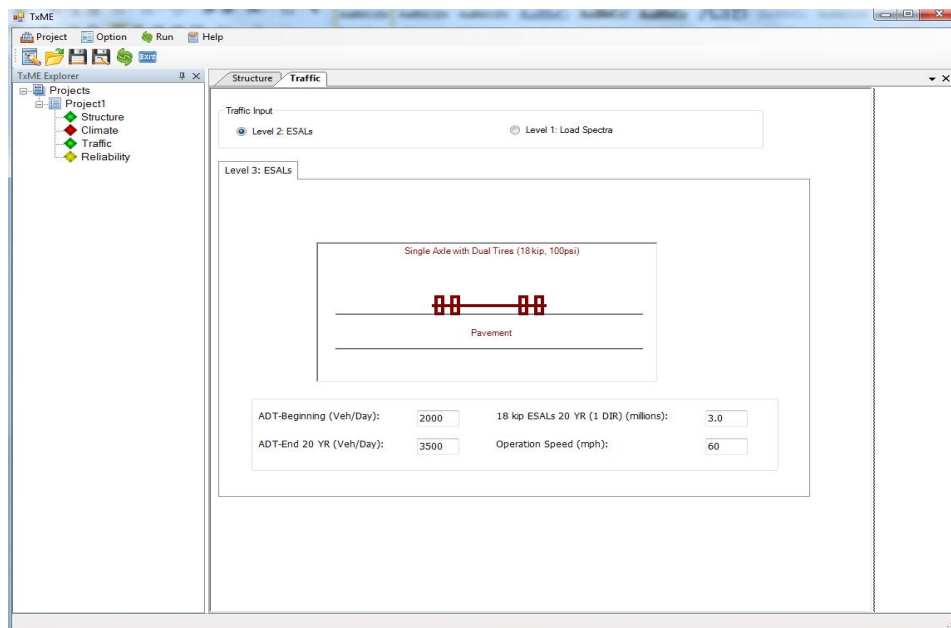 TxME
Project Option Run Help
EXIT
TxME Explorer
Structure Traffic
Projects
Project1
Structure
Climate
Traffic
Reliability
Traffic Input
Level 2: ESALs Level 1: Load Spectra
Level 3: ESALs
Single Axle with Dual Tires (18 kip, 100psi)
Pavement
ADT-Beginning (Veh/Day): 2000 18 kip ESALs 20 YR (1 DIR) (millions): 3.0
ADT-End 20 YR (Veh/Day): 3500 Operation Speed (mph): 60